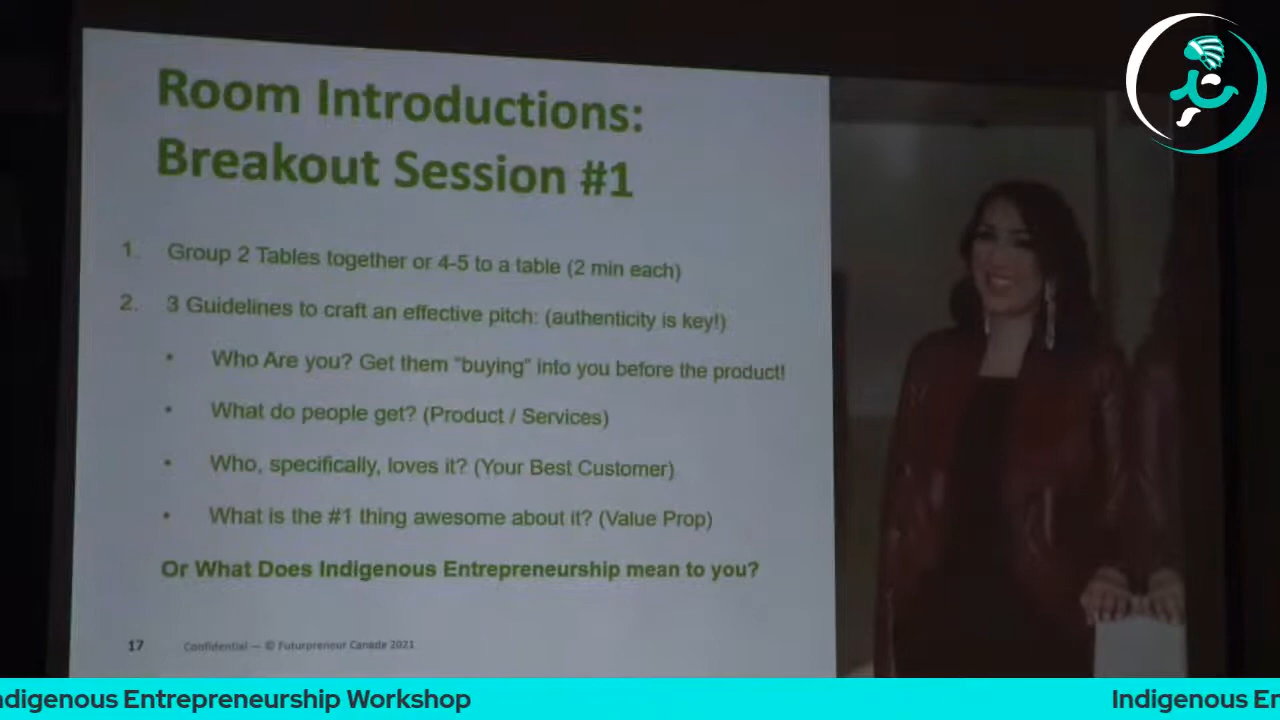 Room Introductions:
Breakout Session #1
1. Group 2 Tables together or 4-5 to a table (2 min each)
2. 3 Guidelines to craft an effective pitch: (authenticity is key!)
• Who Are you? Get them "buying" into you before the product!
• What do people get? (Product / Services)
• Who, specifically, loves it? (Your Best Customer)
• What is the #1 thing awesome about it? (Value Prop)
Or What Does Indigenous Entrepreneurship mean to you?
17 Confidential — © Futurpreneur Canada 2021
ndigenous Entrepreneurship Workshop
Indigenous Er